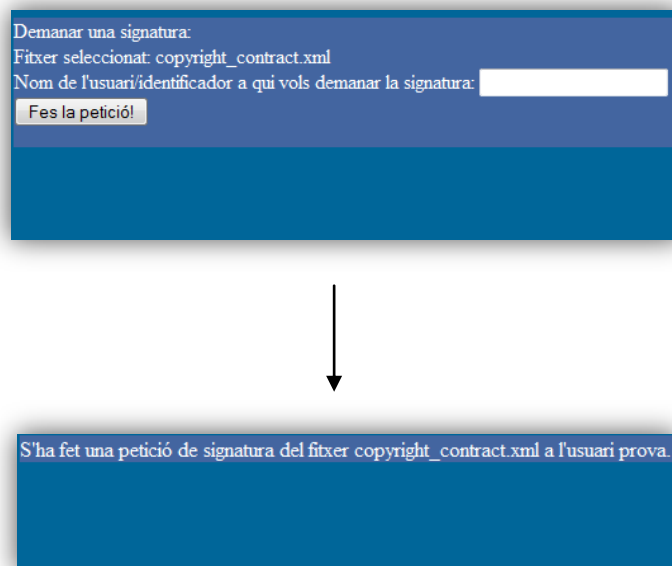 Demanar una signatura:
Fitxer seleccionat: copyright_contract.xml
Nom de l'usuari/identificador a qui vols demanar la signatura:
Fes la petició!
S'ha fet una petició de signatura del fitxer copyright_contract.xml a l'usuari prova.